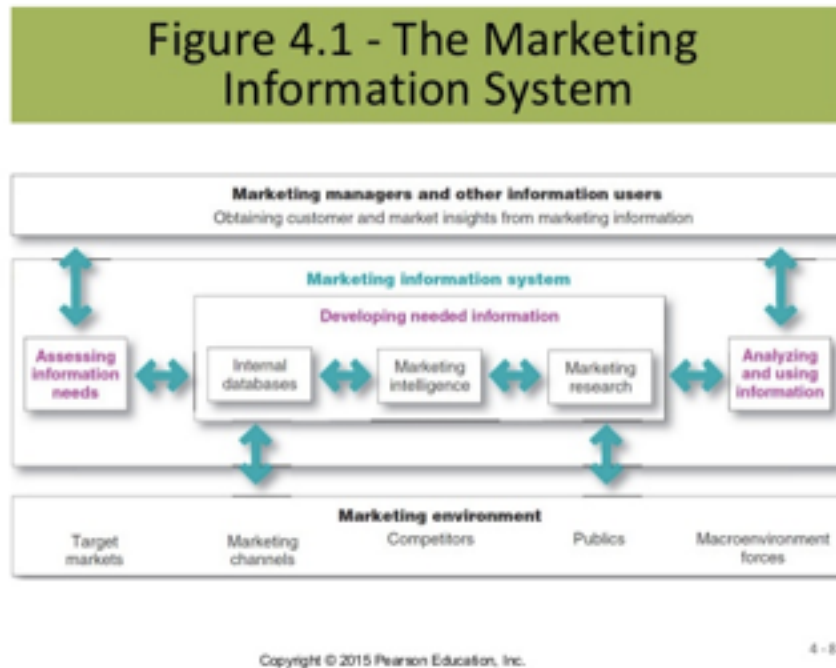 Figure 4.1 - The Marketing
Information System
Marketing managers and other information users
Obtaining customer and market insights from marketing information
Marketing information system
Developing needed information
Assessing
information
needs
Internal
databases
Marketing
intelligence
Marketing
research
Analyzing
and using
information
Marketing environment
Target
markets
Marketing
channels
Competitors
Publics
Macroenvironment
forces
Copyright © 2015 Pearson Education, Inc.
4-8